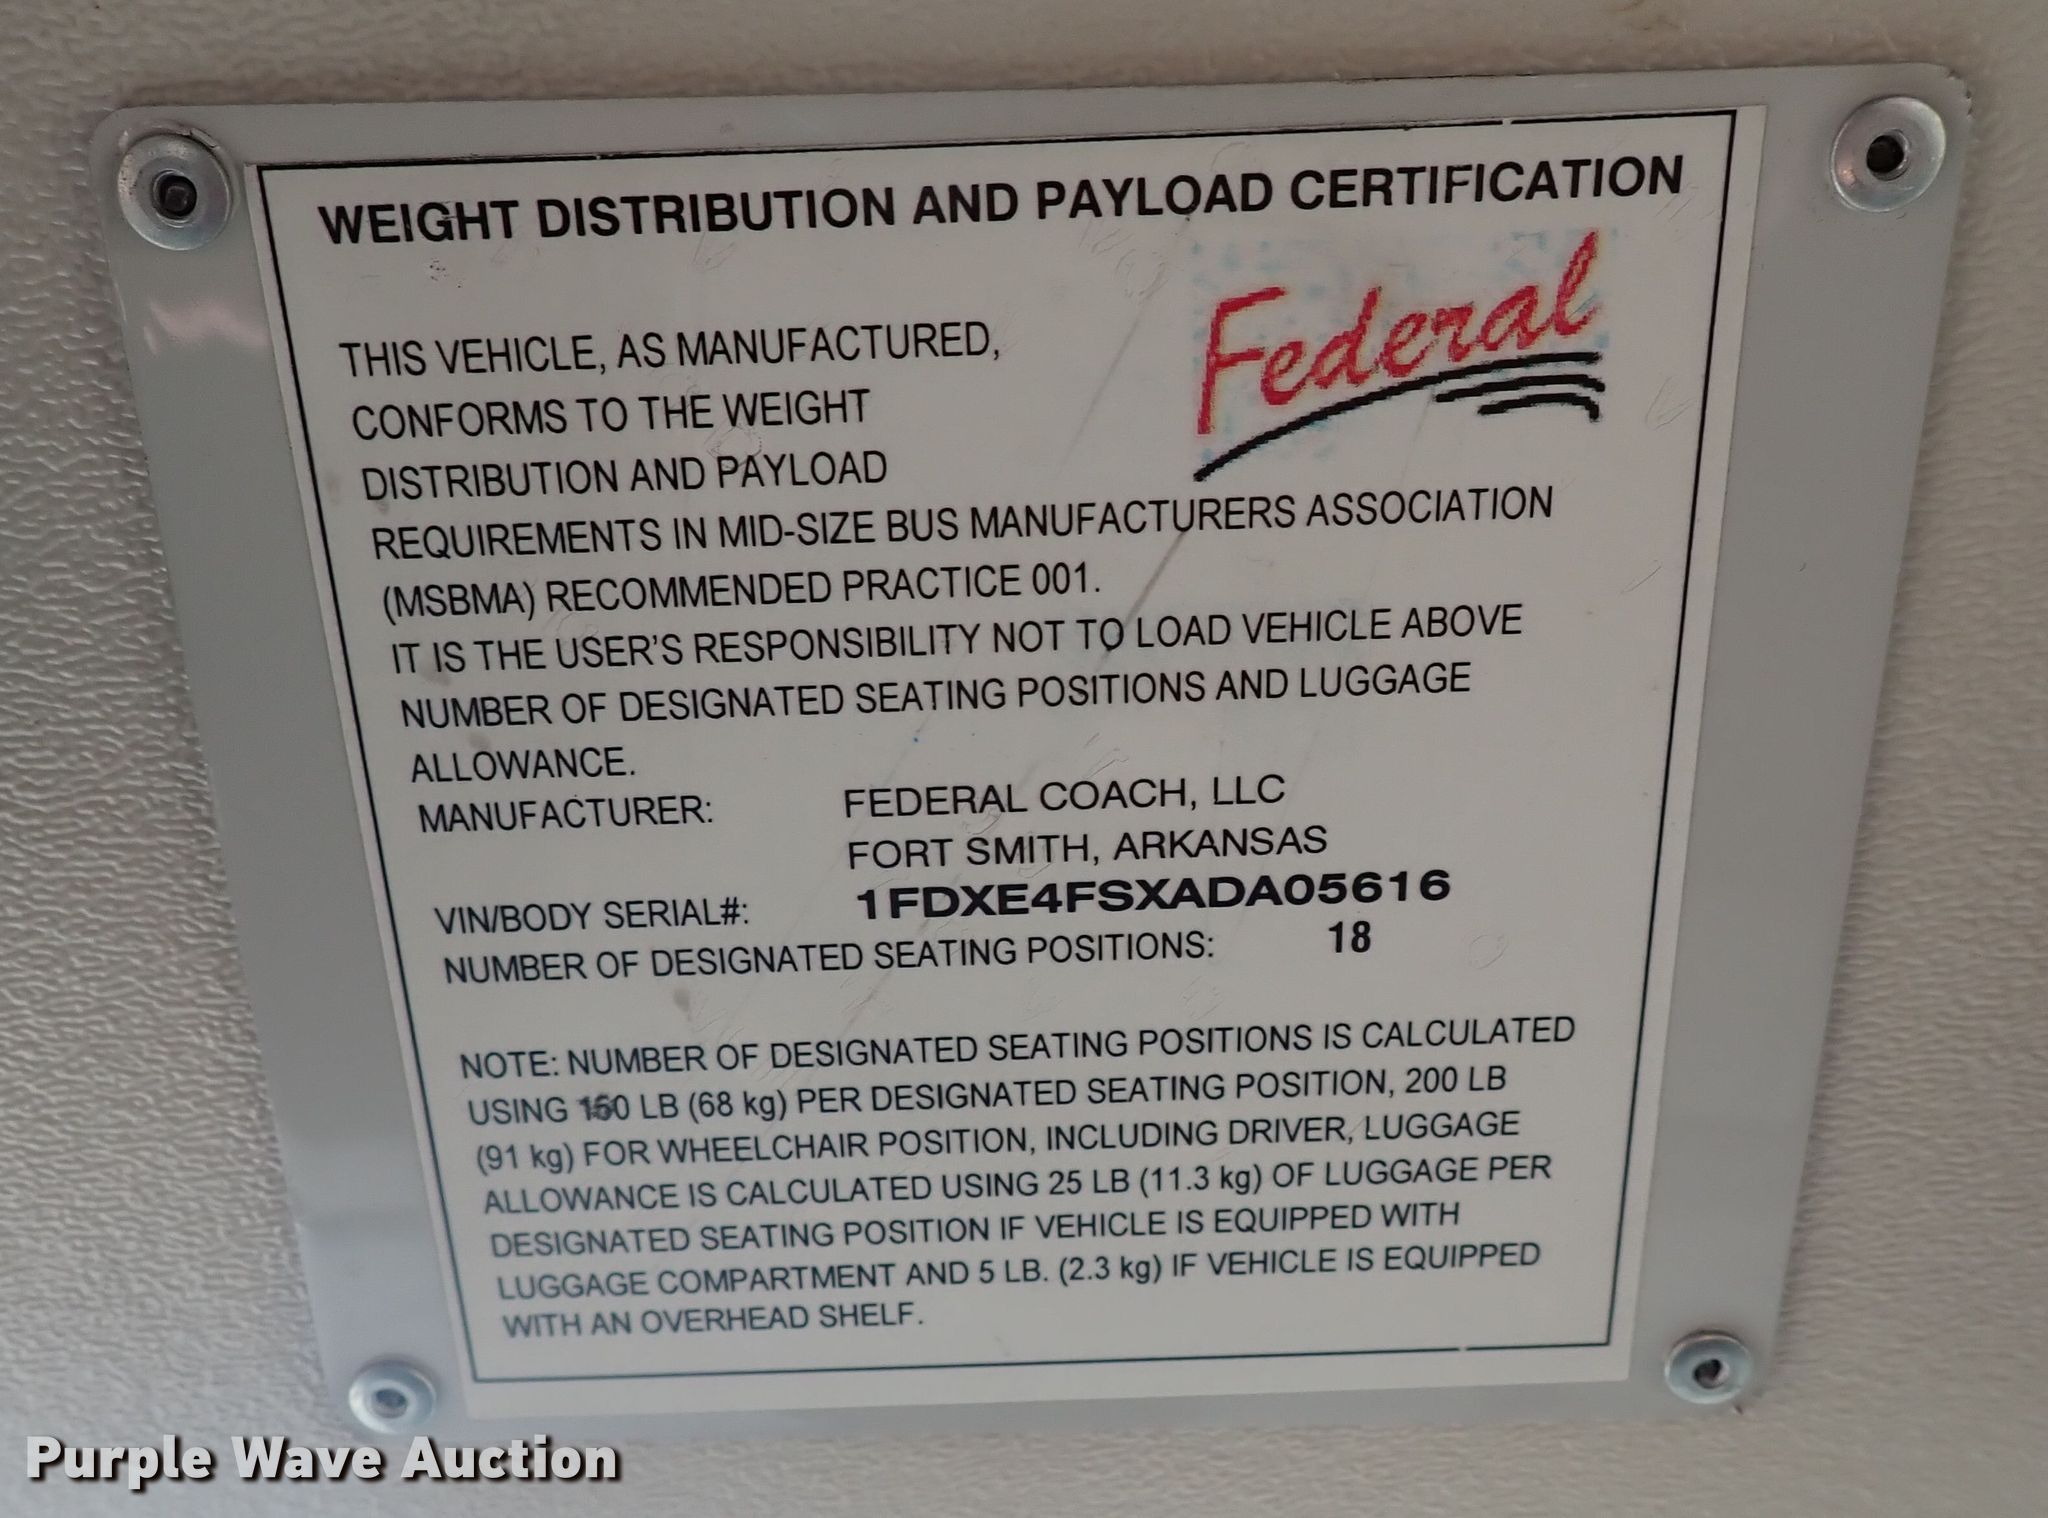 WEIGHT DISTRIBUTION AND PAYLOAD CERTIFICATION
Federal
THIS VEHICLE, AS MANUFACTURED,
CONFORMS TO THE WEIGHT
DISTRIBUTION AND PAYLOAD
REQUIREMENTS IN MID-SIZE BUS MANUFACTURERS ASSOCIATION
(MSBMA) RECOMMENDED PRACTICE 001.
IT IS THE USER'S RESPONSIBILITY NOT TO LOAD VEHICLE ABOVE
NUMBER OF DESIGNATED SEATING POSITIONS AND LUGGAGE
ALLOWANCE.
MANUFACTURER: FEDERAL COACH, LLC
FORT SMITH, ARKANSAS
VIN/BODY SERIAL#: 1FDXE4FSXADA05616
NUMBER OF DESIGNATED SEATING POSITIONS: 18
NOTE: NUMBER OF DESIGNATED SEATING POSITIONS IS CALCULATED
USING 150 LB (68 kg) PER DESIGNATED SEATING POSITION, 200 LB
(91 kg) FOR WHEELCHAIR POSITION, INCLUDING DRIVER, LUGGAGE
ALLOWANCE IS CALCULATED USING 25 LB (11.3 kg) OF LUGGAGE PER
DESIGNATED SEATING POSITION IF VEHICLE IS EQUIPPED WITH
LUGGAGE COMPARTMENT AND 5 LB. (2.3 kg) IF VEHICLE IS EQUIPPED
WITH AN OVERHEAD SHELF.
Purple Wave Auction